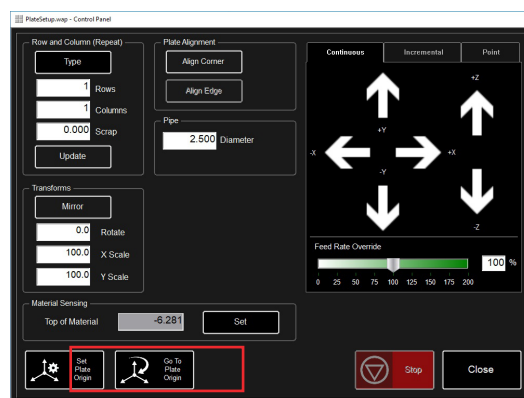 PlateSetup.wap - Control Panel
Row and Column (Repeat)
Type
1 Rows
1 Columns
0.000 Scrap
Update
Plate Alignment
Align Corner
Align Edge
Pipe
2.500 Diameter
Transforms
Mirror
0.0 Rotate
100.0 X Scale
100.0 Y Scale
Material Sensing
Top of Material -6.281 Set
Set
Plate
Origin
Go To
Plate
Origin
Continuous Incremental Point
+Z
+Y
-X +X
-Y
-Z
Feed Rate Override
100 %
0 25 50 75 100 125 150 175 200
Stop
Close